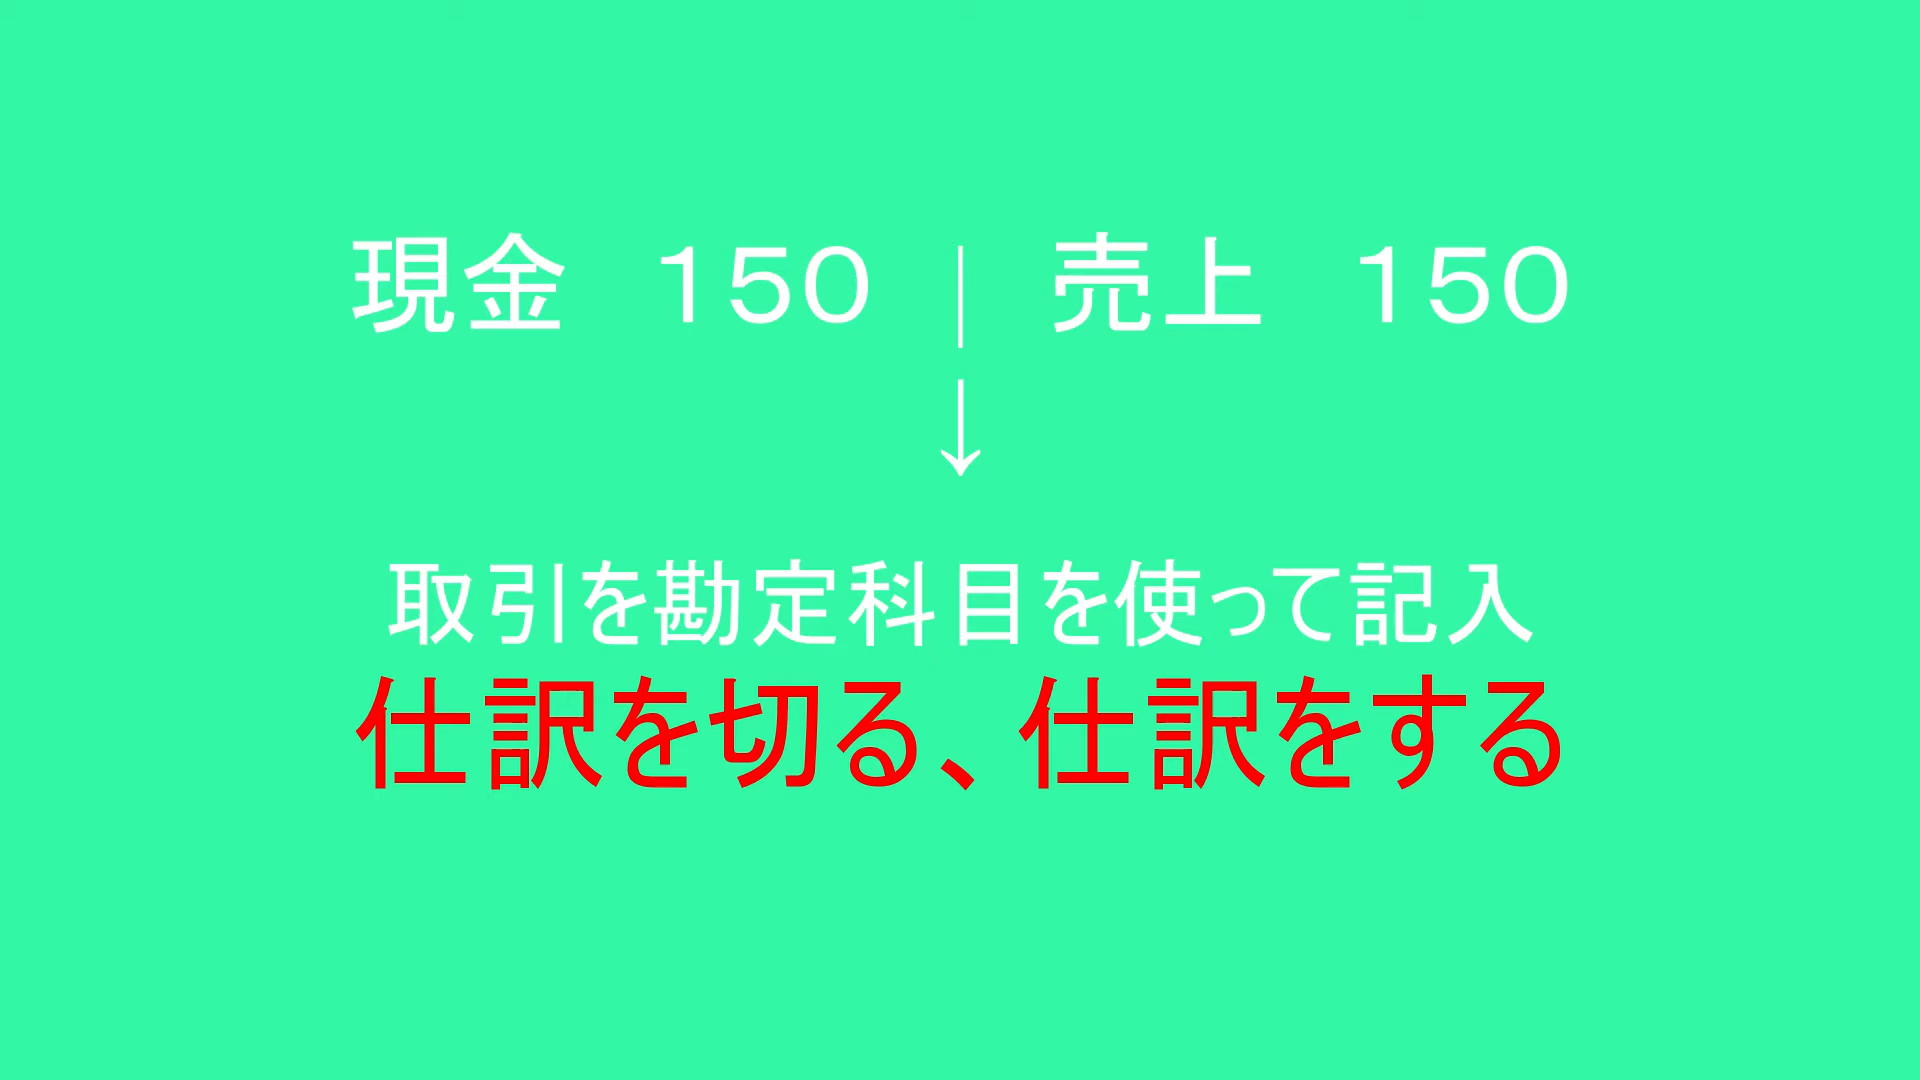 現金　１５０｜売上　１５０
↓
取引を勘定科目を使って記入
仕訳を切る、仕訳をする